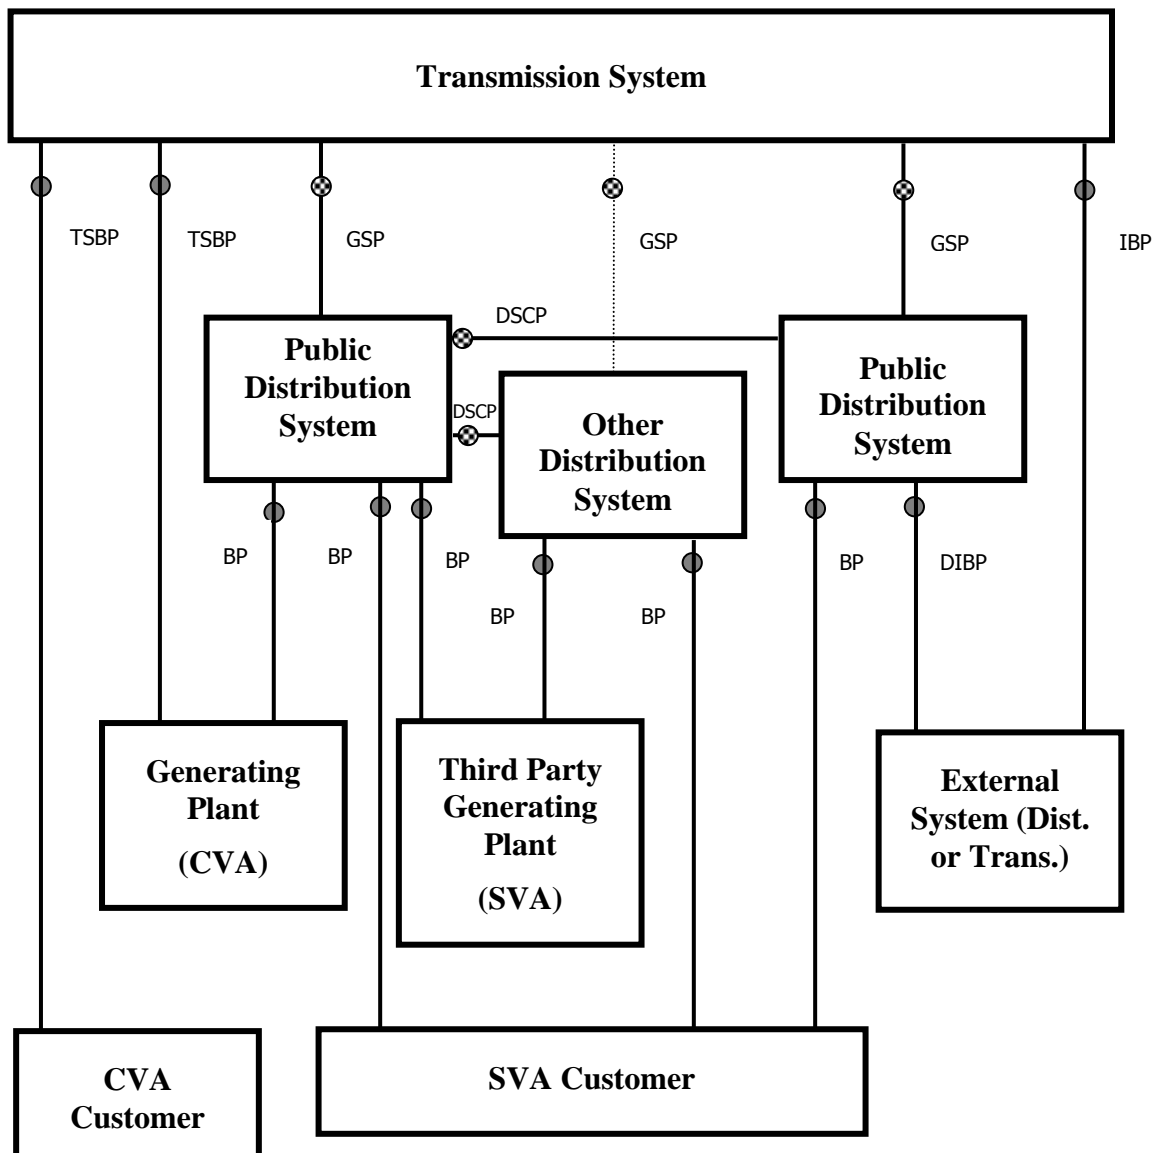 Transmission System
TSBP
TSBP
GSP
GSP
GSP
IBP
DSCP
Public
Distribution
System
DSCP
Other
Distribution
System
Public
Distribution
System
BP
BP
BP
BP
BP
BP
DIBP
Generating
Plant
(CVA)
Third Party
Generating
Plant
(SVA)
External
System (Dist.
or Trans.)
CVA
Customer
SVA Customer